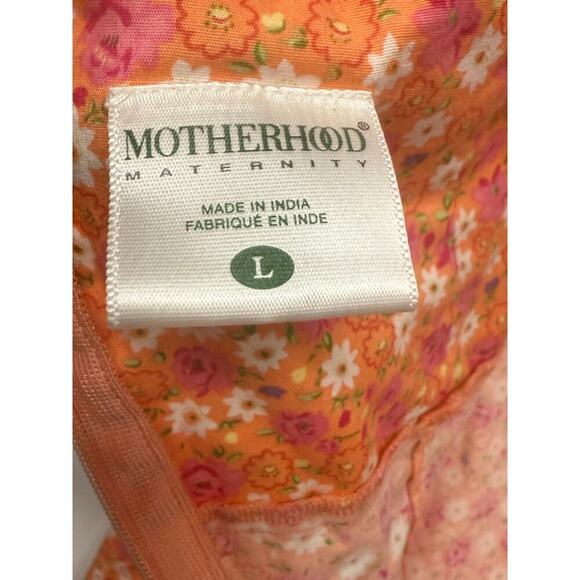 MOTHERHOOD®
MATERNITY
MADE IN INDIA
FABRIQUÉ EN INDE
L